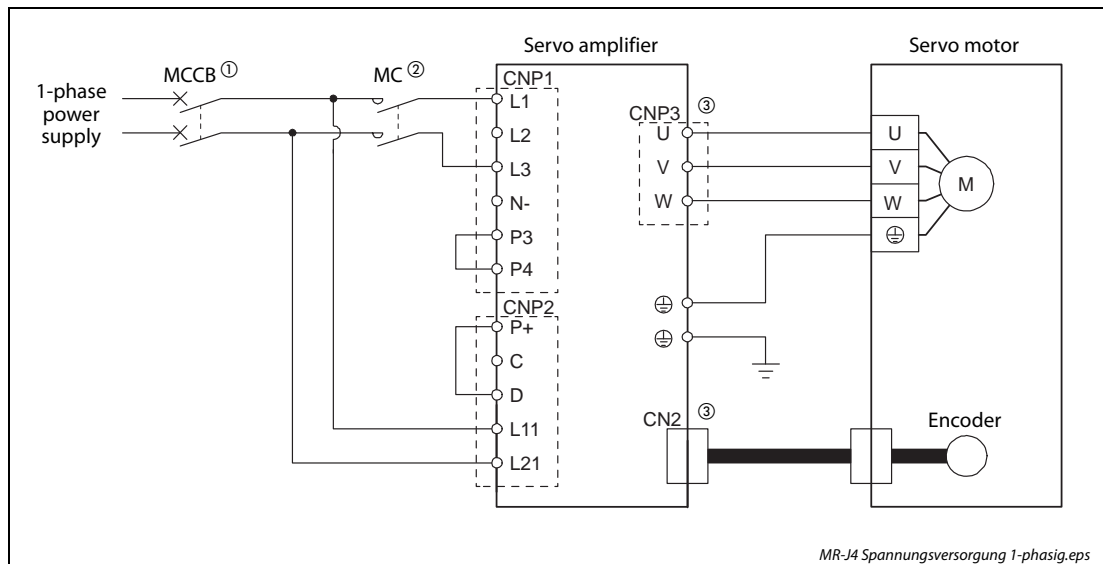 Servo amplifier
Servo motor
MCCB ①
MC ②
1-phase
power
supply
CNP1
L1
L2
L3
N-
P3
P4
CNP2
P+
C
D
L11
L21
CNP3 ③
U
V
W
CN2 ③
U
V
W
M
Encoder
MR-J4 Spannungsversorgung 1-phasig.eps